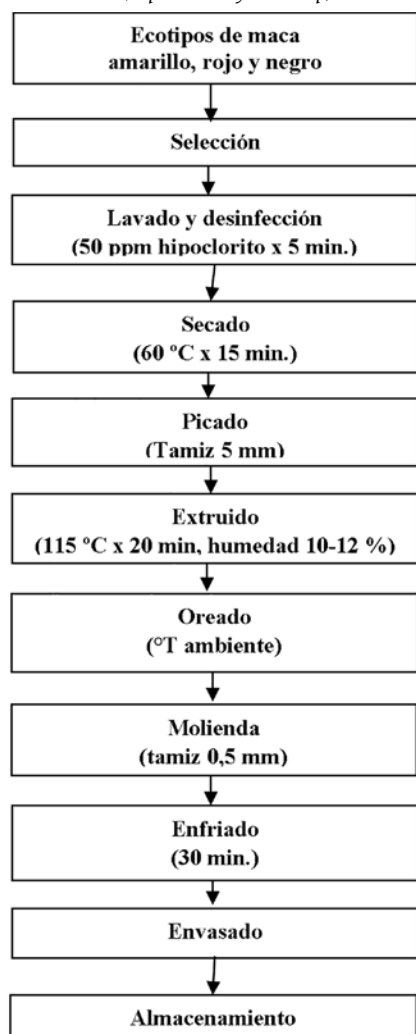 Ecotipos de maca
amarillo, rojo y negro
Selección
Lavado y desinfección
(50 ppm hipoclorito x 5 min.)
Secado
(60 ºC x 15 min.)
Picado
(Tamiz 5 mm)
Extruido
(115 ºC x 20 min, humedad 10-12 %)
Oreado
(°T ambiente)
Molienda
(tamiz 0,5 mm)
Enfriado
(30 min.)
Envasado
Almacenamiento